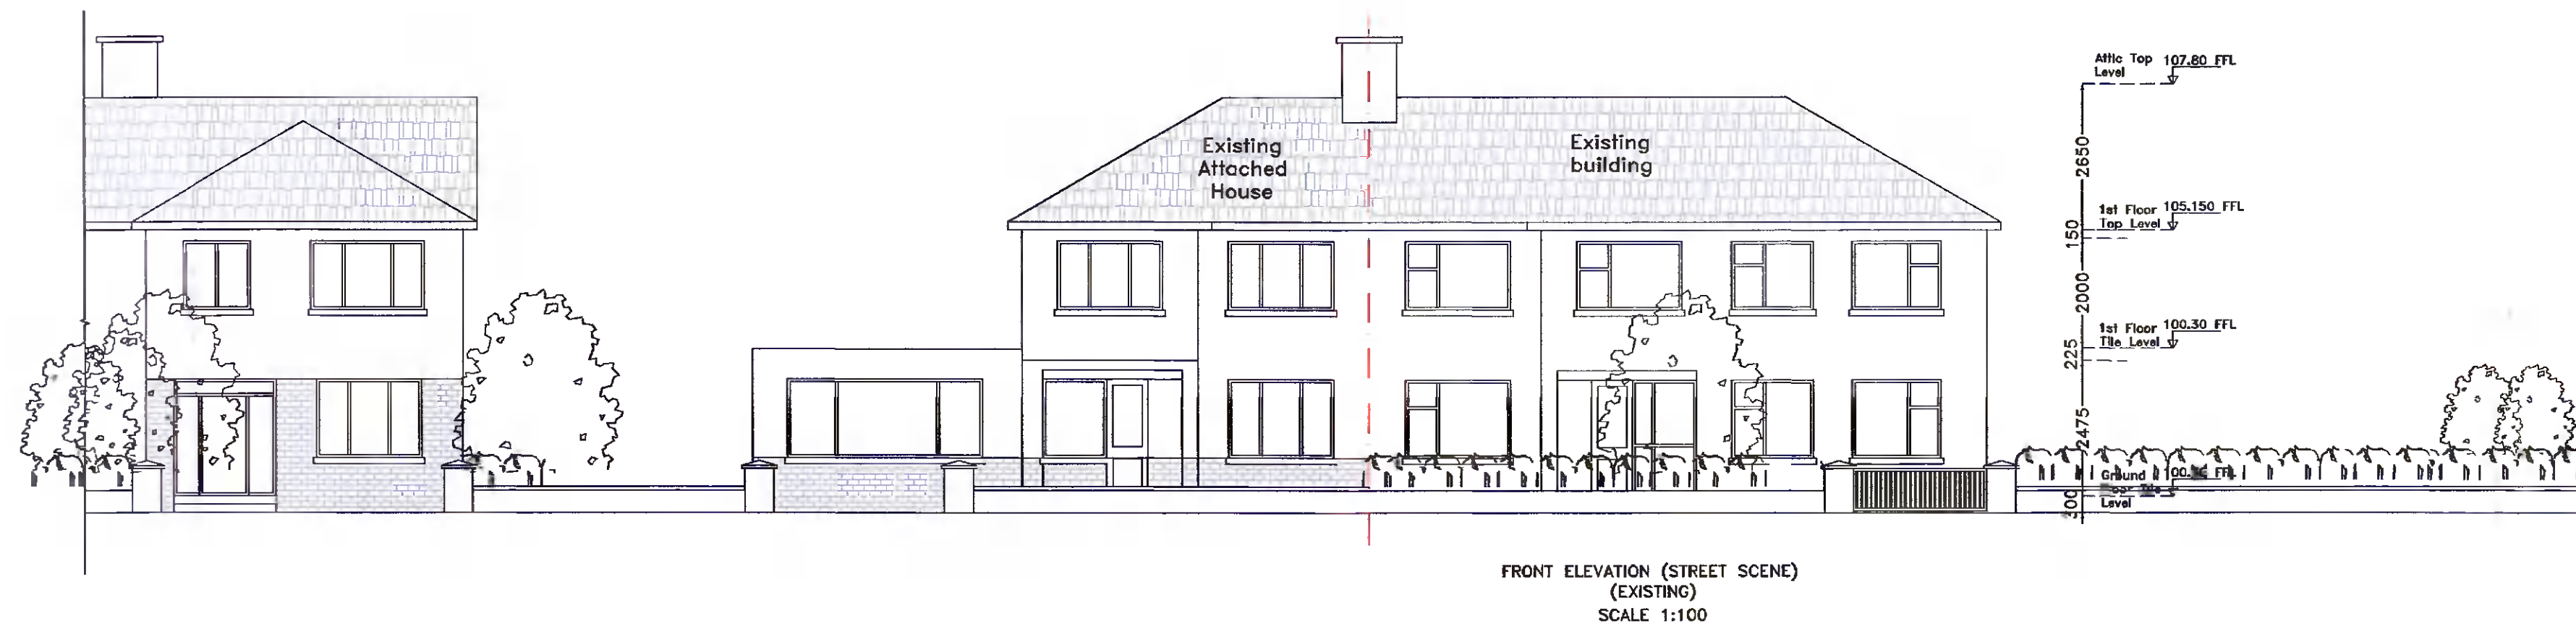 Existing
Attached
House
Existing
building
Attic Top 107.80 FFL
Level
2650
1st Floor 105.150 FFL
Top Level
150
2000
1st Floor 100.30 FFL
Tile Level
225
2475
Ground
Level
300
FRONT ELEVATION (STREET SCENE)
(EXISTING)
SCALE 1:100